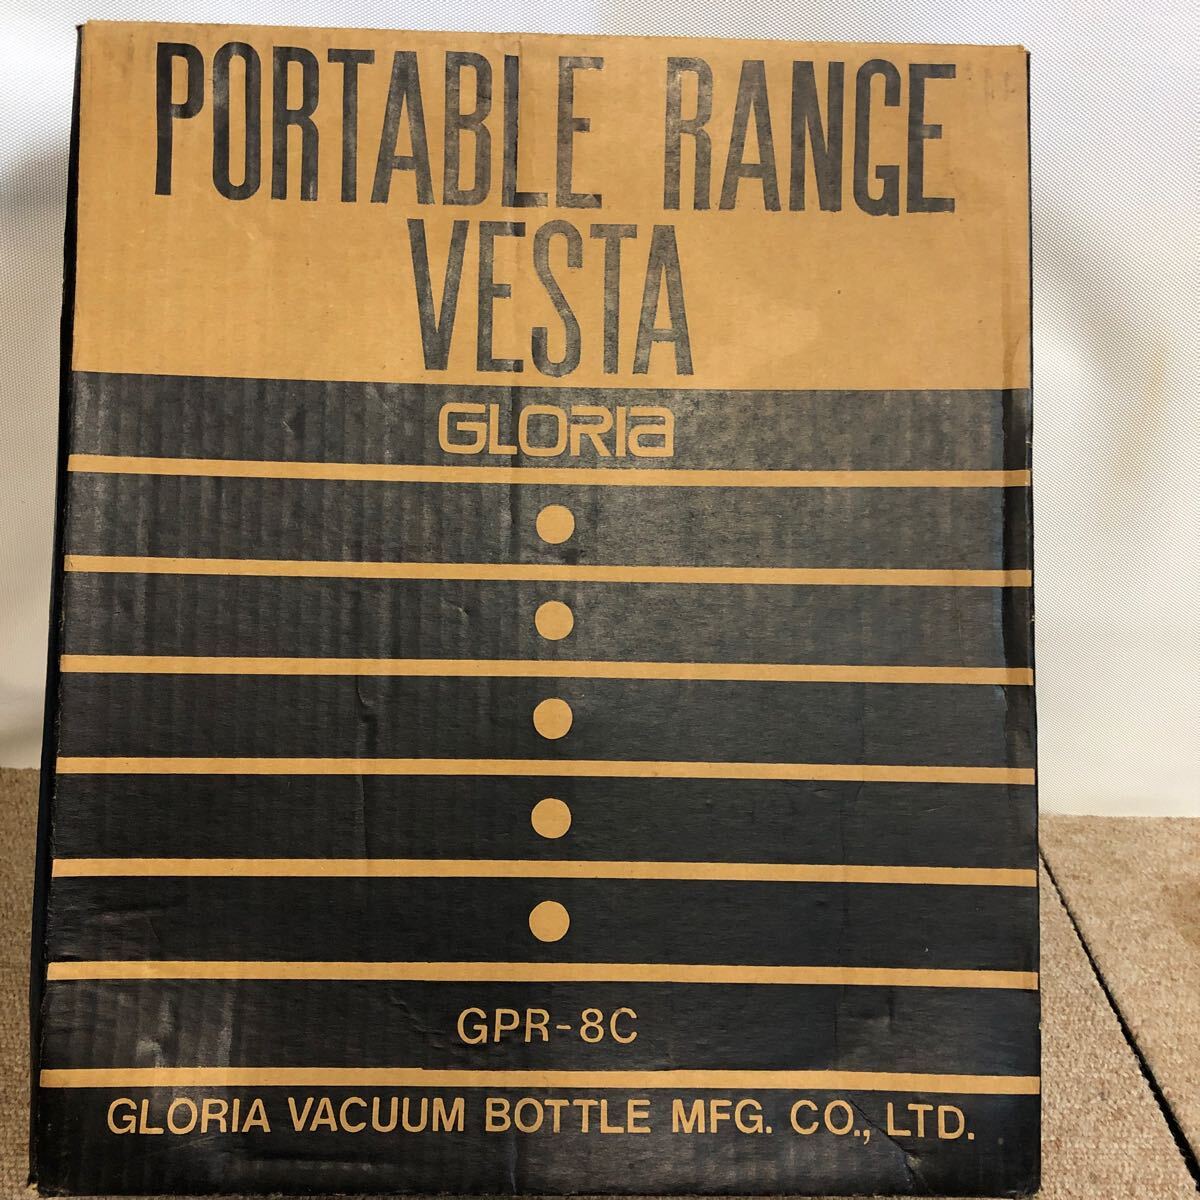 PORTABLE RANGE
VESTA
GLORIa
GPR-8C
GLORIA VACUUM BOTTLE MFG. CO., LTD.